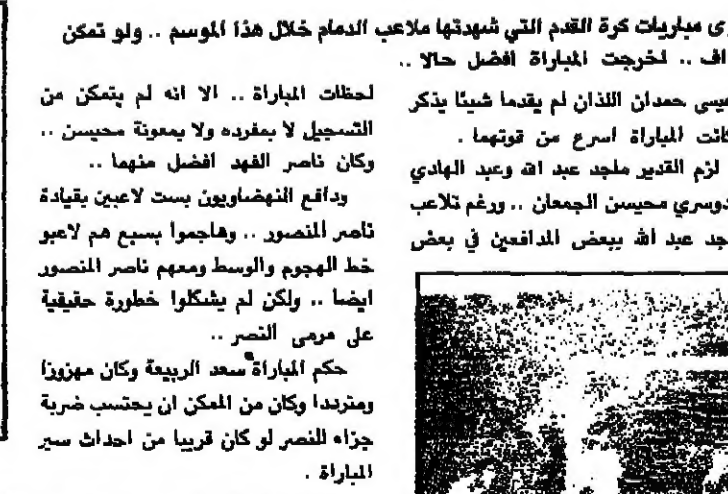 ى مباريات كرة القدم التي شهدتها ملاعب الدمام خلال هذا الموسم .. ولو تمكن
اف .. لخرجت المباراة افضل حالا ..
يسى حمدان اللذان لم يقدما شيئا يذكر
كانت المباراة اسرع من قوتهما .
لزم القدير ماجد عبد الله وعبد الهادي
دوسري محيسن الجمعان .. ورغم تلاعب
جد عبد الله ببعض المدافعين في بعض
لحظات المباراة .. الا انه لم يتمكن من
التسجيل لا بمفرده ولا بمعونة محيسن ..
وكان ناصر الفهد افضل منهما ..
ودافع النهضاويون بست لاعبين بقيادة
ناصر المنصور .. وهاجموا بسبع هم لاعبو
خط الهجوم والوسط ومعهم ناصر المنصور
ايضا .. ولكن لم يشكلوا خطورة حقيقية
على مرمى النصر ..
حكم المباراة سعد الربيعة وكان مهزوزا
ومترددا وكان من الممكن ان يحتسب ضربة
جزاء للنصر لو كان قريبا من احداث سير
المباراة .